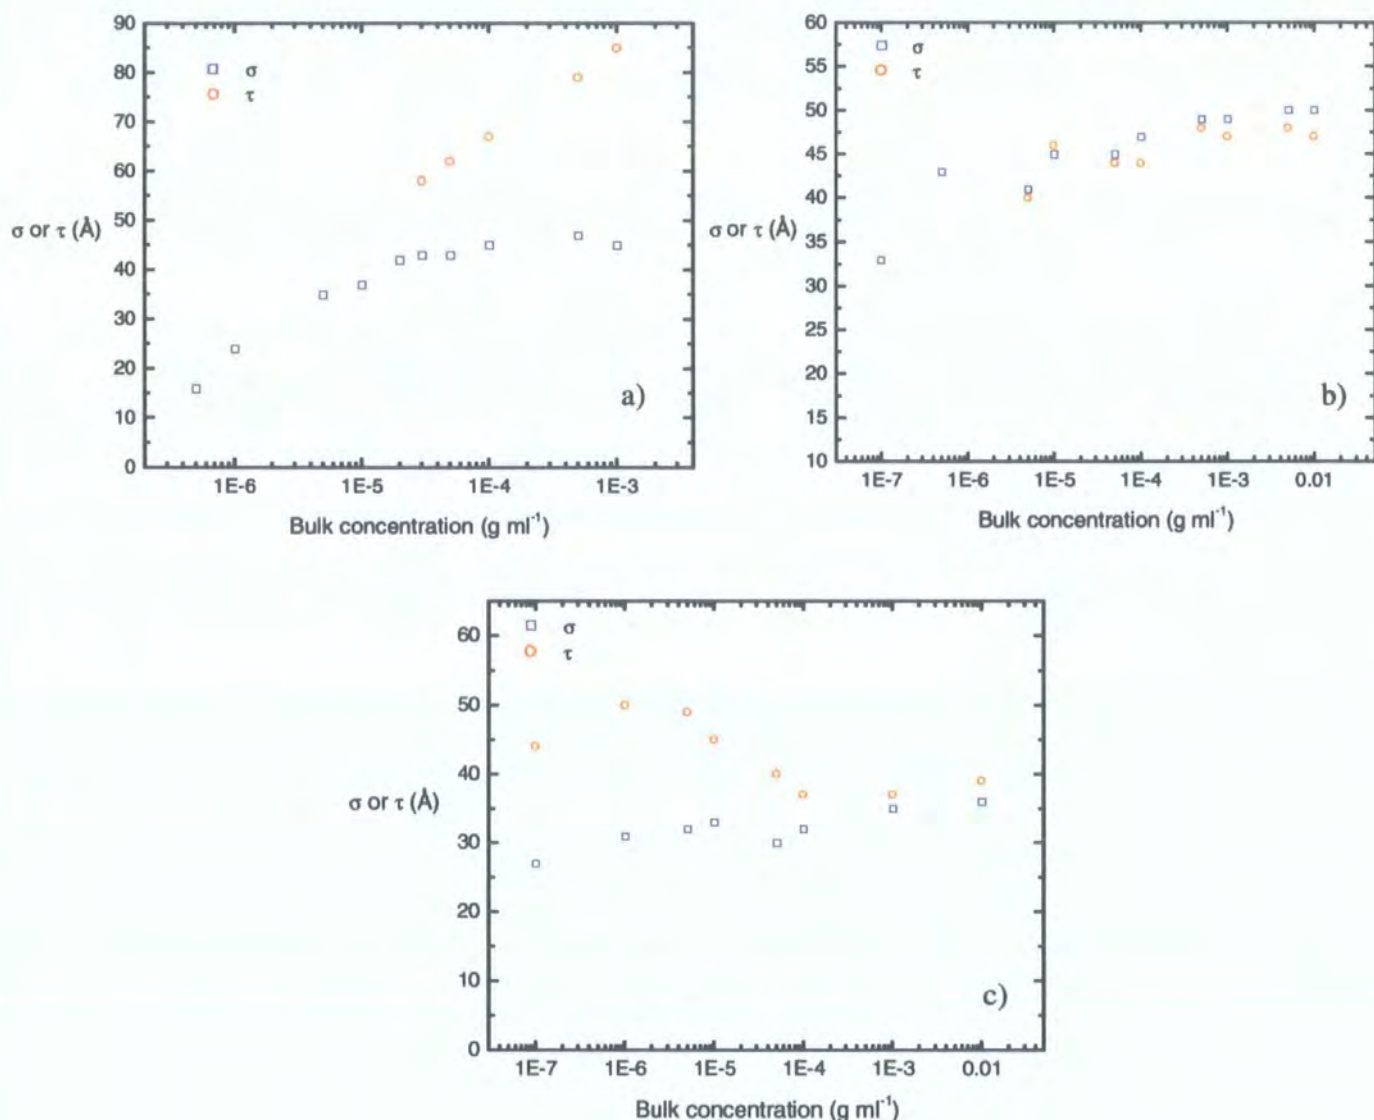 90
80
70
60
50
40
30
20
10
0
σ
τ
σ or τ (Å)
a)
1E-6 1E-5 1E-4 1E-3
Bulk concentration (g ml⁻¹)
60
55
50
45
40
35
30
25
20
15
10
σ
τ
σ or τ (Å)
b)
1E-7 1E-6 1E-5 1E-4 1E-3 0.01
Bulk concentration (g ml⁻¹)
60
50
40
30
20
10
0
σ
τ
σ or τ (Å)
c)
1E-7 1E-6 1E-5 1E-4 1E-3 0.01
Bulk concentration (g ml⁻¹)